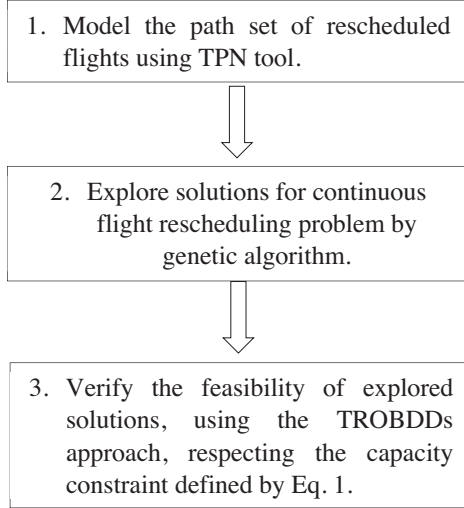 1. Model the path set of rescheduled
flights using TPN tool.
2. Explore solutions for continuous
flight rescheduling problem by
genetic algorithm.
3. Verify the feasibility of explored
solutions, using the TROBDDs
approach, respecting the capacity
constraint defined by Eq. 1.